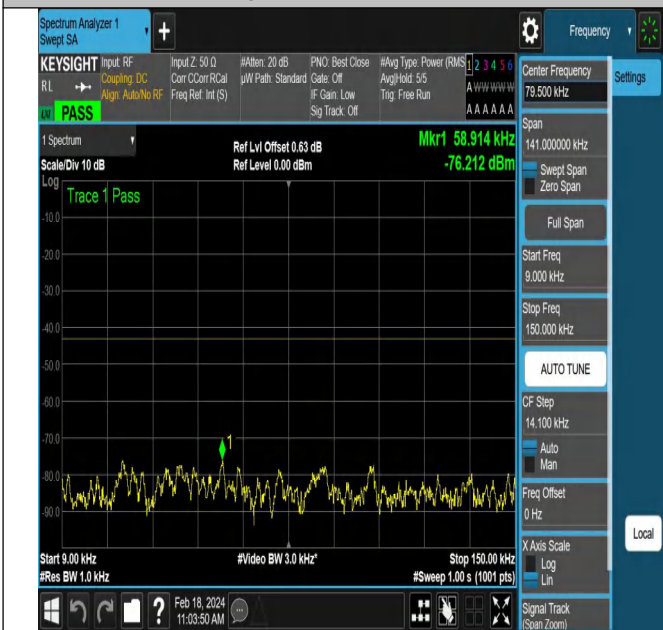 Spectrum Analyzer 1
Swept SA
+
Frequency
KEYSIGHT
RL
LXI
PASS
Input: RF
Coupling: DC
Align: Auto/No RF
Input Z: 50 Ω
Corr CCorr RCal
Freq Ref: Int (S)
#Atten: 20 dB
µW Path: Standard
PNO: Best Close
Gate: Off
IF Gain: Low
Sig Track: Off
#Avg Type: Power (RMS
Avg|Hold: 5/5
Trig: Free Run
1 2 3 4 5 6
A W W W W W
A A A A A A
1 Spectrum
Scale/Div 10 dB
Ref Lvl Offset 0.63 dB
Ref Level 0.00 dBm
Mkr1 58.914 kHz
-76.212 dBm
Log
Trace 1 Pass
-10.0
-20.0
-30.0
-40.0
-50.0
-60.0
-70.0
-80.0
-90.0
1
Start 9.00 kHz
#Res BW 1.0 kHz
#Video BW 3.0 kHz*
Stop 150.00 kHz
#Sweep 1.00 s (1001 pts)
?
Feb 18, 2024
11:03:50 AM
Center Frequency
79.500 kHz
Settings
Span
141.000000 kHz
Swept Span
Zero Span
Full Span
Start Freq
9.000 kHz
Stop Freq
150.000 kHz
AUTO TUNE
CF Step
14.100 kHz
Auto
Man
Freq Offset
0 Hz
Local
X Axis Scale
Log
Lin
Signal Track
(Span Zoom)